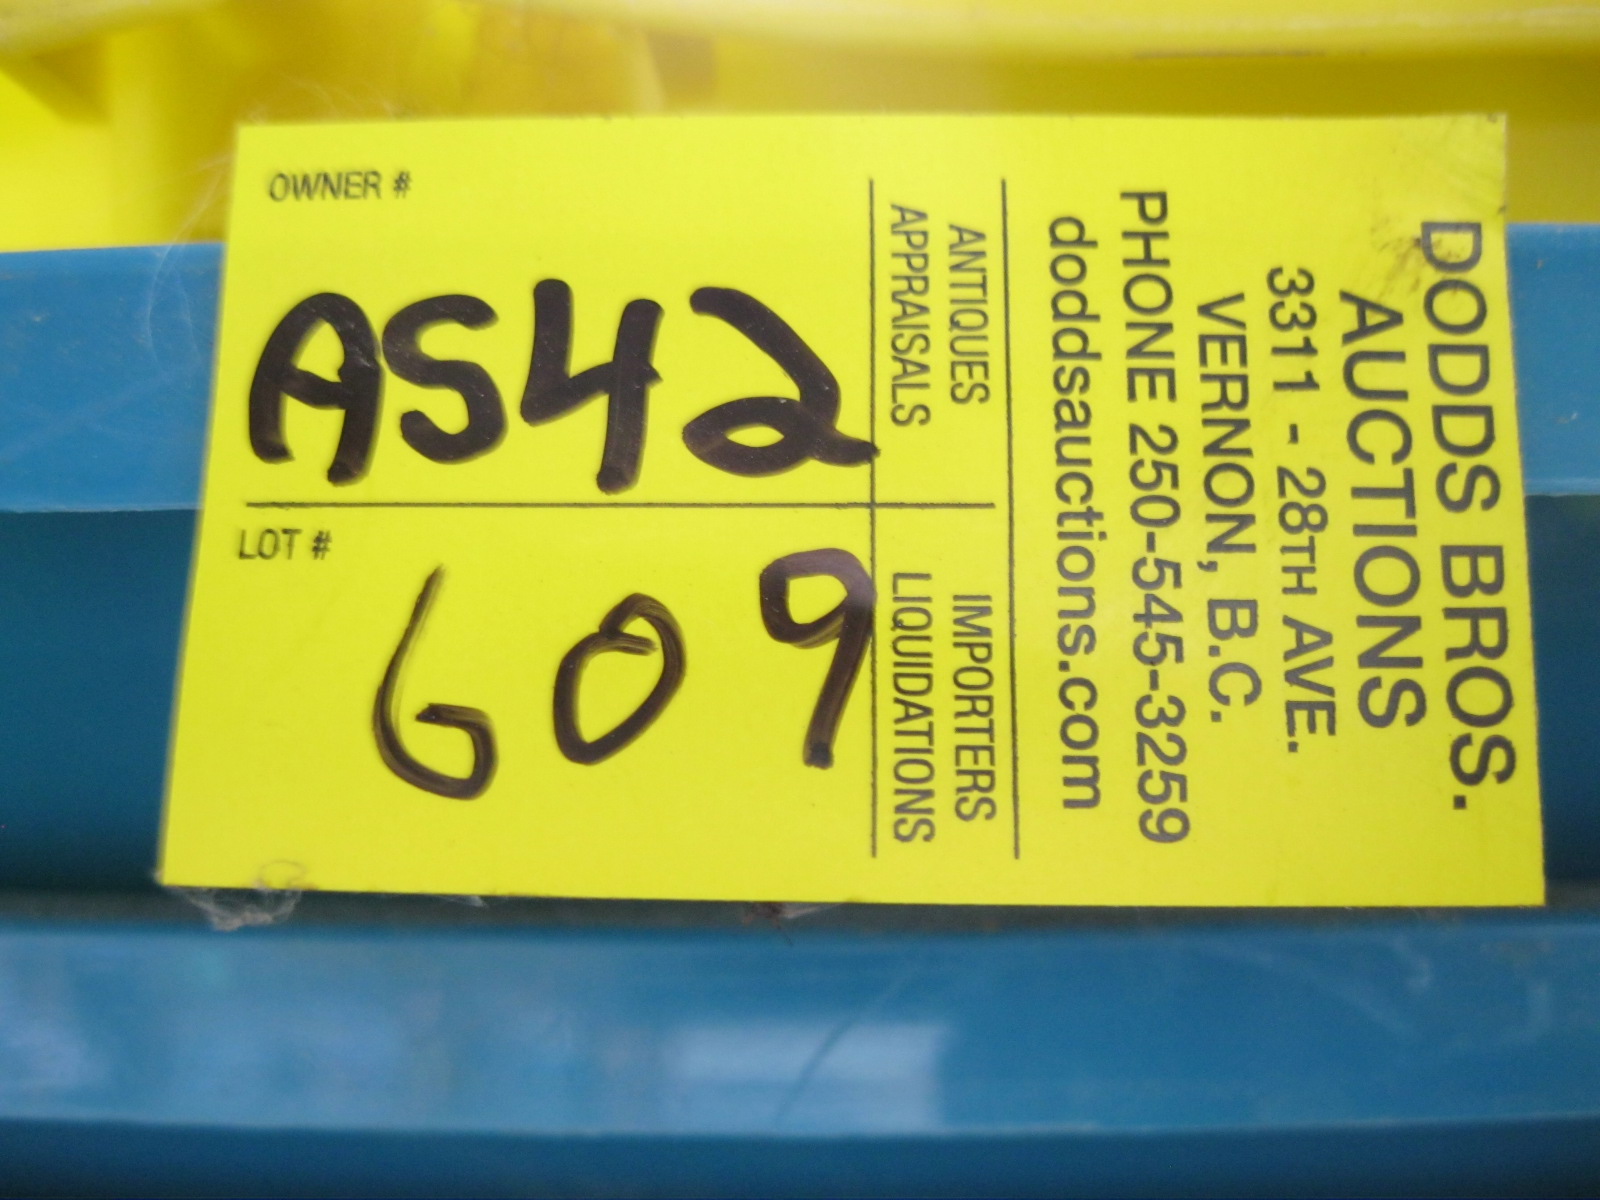 OWNER #
AS42
LOT #
609
DODDS BROS.
AUCTIONS
3311 - 28TH AVE.
VERNON, B.C.
PHONE 250-545-3259
doddsauctions.com
ANTIQUES IMPORTERS
APPRAISALS LIQUIDATIONS